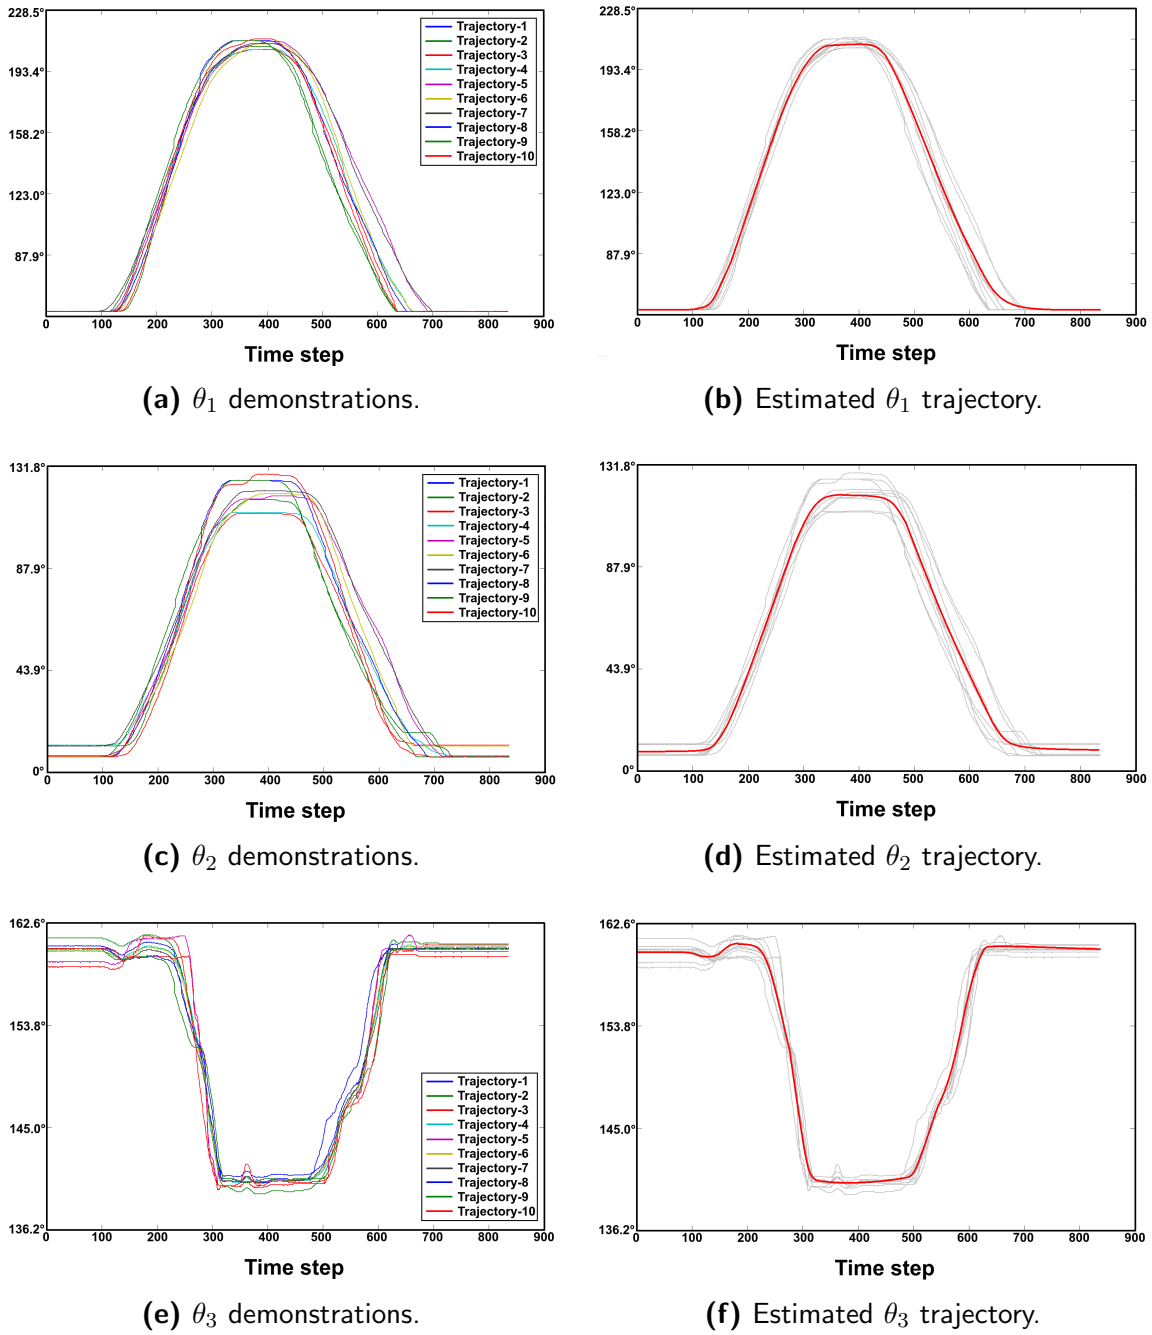 228.5°
193.4°
158.2°
123.0°
87.9°
0 100 200 300 400 500 600 700 800 900
Time step
Trajectory-1
Trajectory-2
Trajectory-3
Trajectory-4
Trajectory-5
Trajectory-6
Trajectory-7
Trajectory-8
Trajectory-9
Trajectory-10
(a) θ1 demonstrations.
228.5°
193.4°
158.2°
123.0°
87.9°
0 100 200 300 400 500 600 700 800 900
Time step
(b) Estimated θ1 trajectory.
131.8°
87.9°
43.9°
0°
0 100 200 300 400 500 600 700 800 900
Time step
Trajectory-1
Trajectory-2
Trajectory-3
Trajectory-4
Trajectory-5
Trajectory-6
Trajectory-7
Trajectory-8
Trajectory-9
Trajectory-10
(c) θ2 demonstrations.
131.8°
87.9°
43.9°
0°
0 100 200 300 400 500 600 700 800 900
Time step
(d) Estimated θ2 trajectory.
162.6°
153.8°
145.0°
136.2°
0 100 200 300 400 500 600 700 800 900
Time step
Trajectory-1
Trajectory-2
Trajectory-3
Trajectory-4
Trajectory-5
Trajectory-6
Trajectory-7
Trajectory-8
Trajectory-9
Trajectory-10
(e) θ3 demonstrations.
162.6°
153.8°
145.0°
136.2°
0 100 200 300 400 500 600 700 800 900
Time step
(f) Estimated θ3 trajectory.